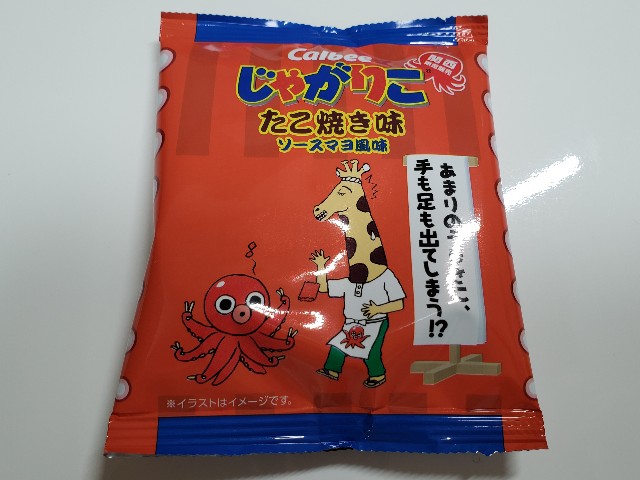 Calbee
じゃがりこ
関西
たこ焼き味
ソースマヨ風味
あまりの
手も足も出てしまう!?
※イラストはイメージです。